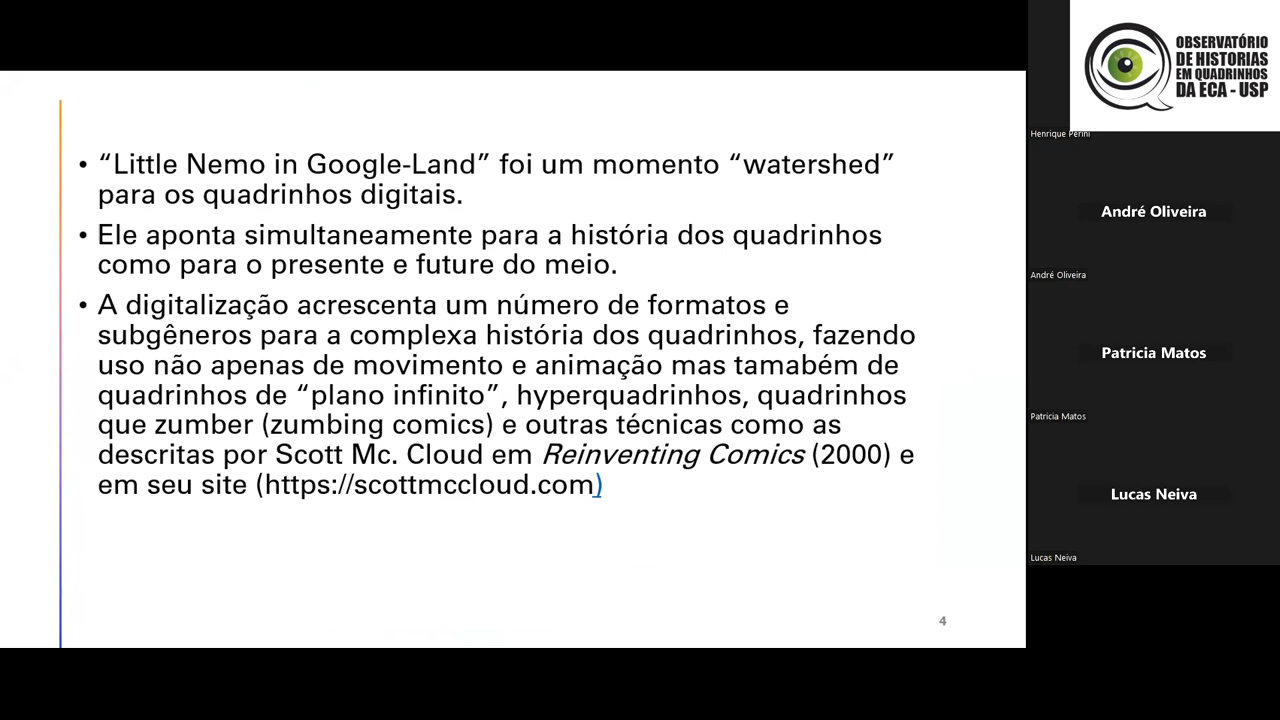 • “Little Nemo in Google-Land” foi um momento “watershed”
para os quadrinhos digitais.
• Ele aponta simultaneamente para a história dos quadrinhos
como para o presente e future do meio.
• A digitalização acrescenta um número de formatos e
subgêneros para a complexa história dos quadrinhos, fazendo
uso não apenas de movimento e animação mas tamabém de
quadrinhos de “plano infinito”, hyperquadrinhos, quadrinhos
que zumber (zumbing comics) e outras técnicas como as
descritas por Scott Mc. Cloud em Reinventing Comics (2000) e
em seu site (https://scottmccloud.com)
4
OBSERVATÓRIO
DE HISTORIAS
EM QUADRINHOS
DA ECA - USP
Henrique Perini
André Oliveira
André Oliveira
Patricia Matos
Patricia Matos
Lucas Neiva
Lucas Neiva